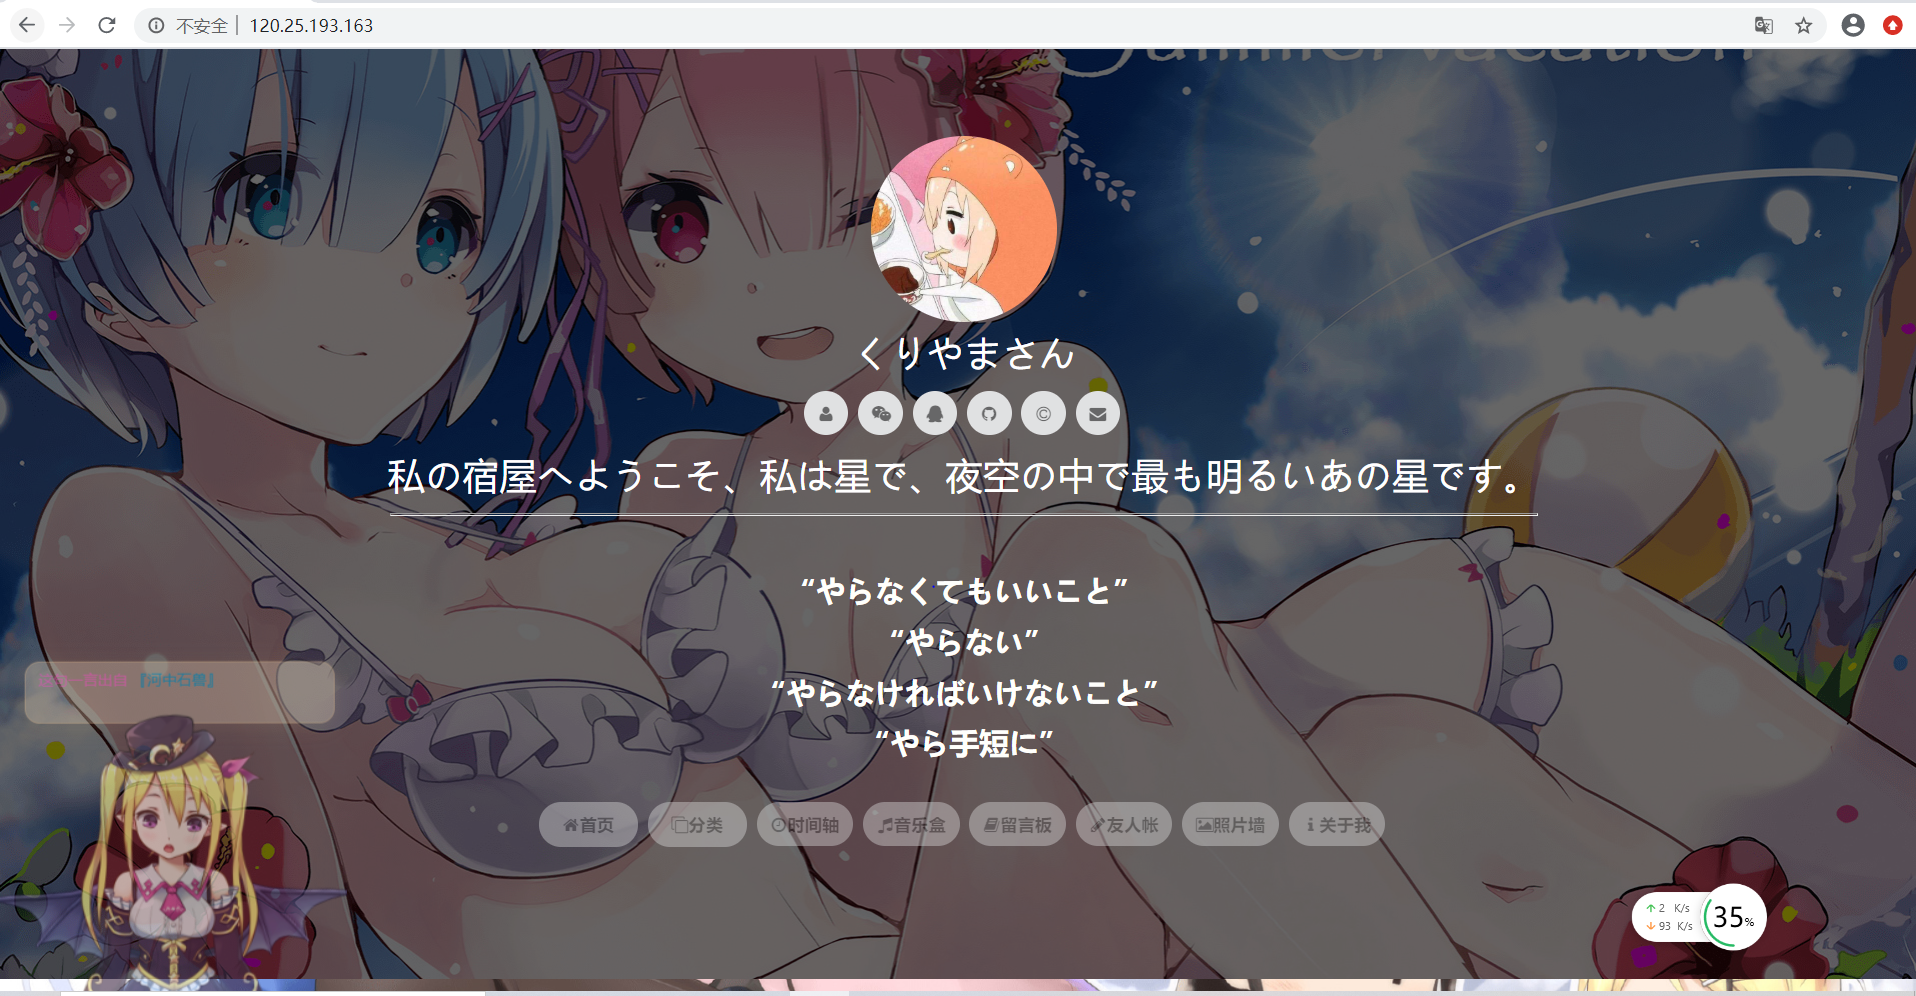 不安全 | 120.25.193.163
くりやまさん
私の宿屋へようこそ、私は星で、夜空の中で最も明るいあの星です。
“やらなくてもいいこと”
“やらない”
“やらなければいけないこと”
“やら手短に”
『河中石兽』
首页 分类 时间轴 音乐盒 留言板 友人帐 照片墙 关于我
2 K/s
93 K/s
35%